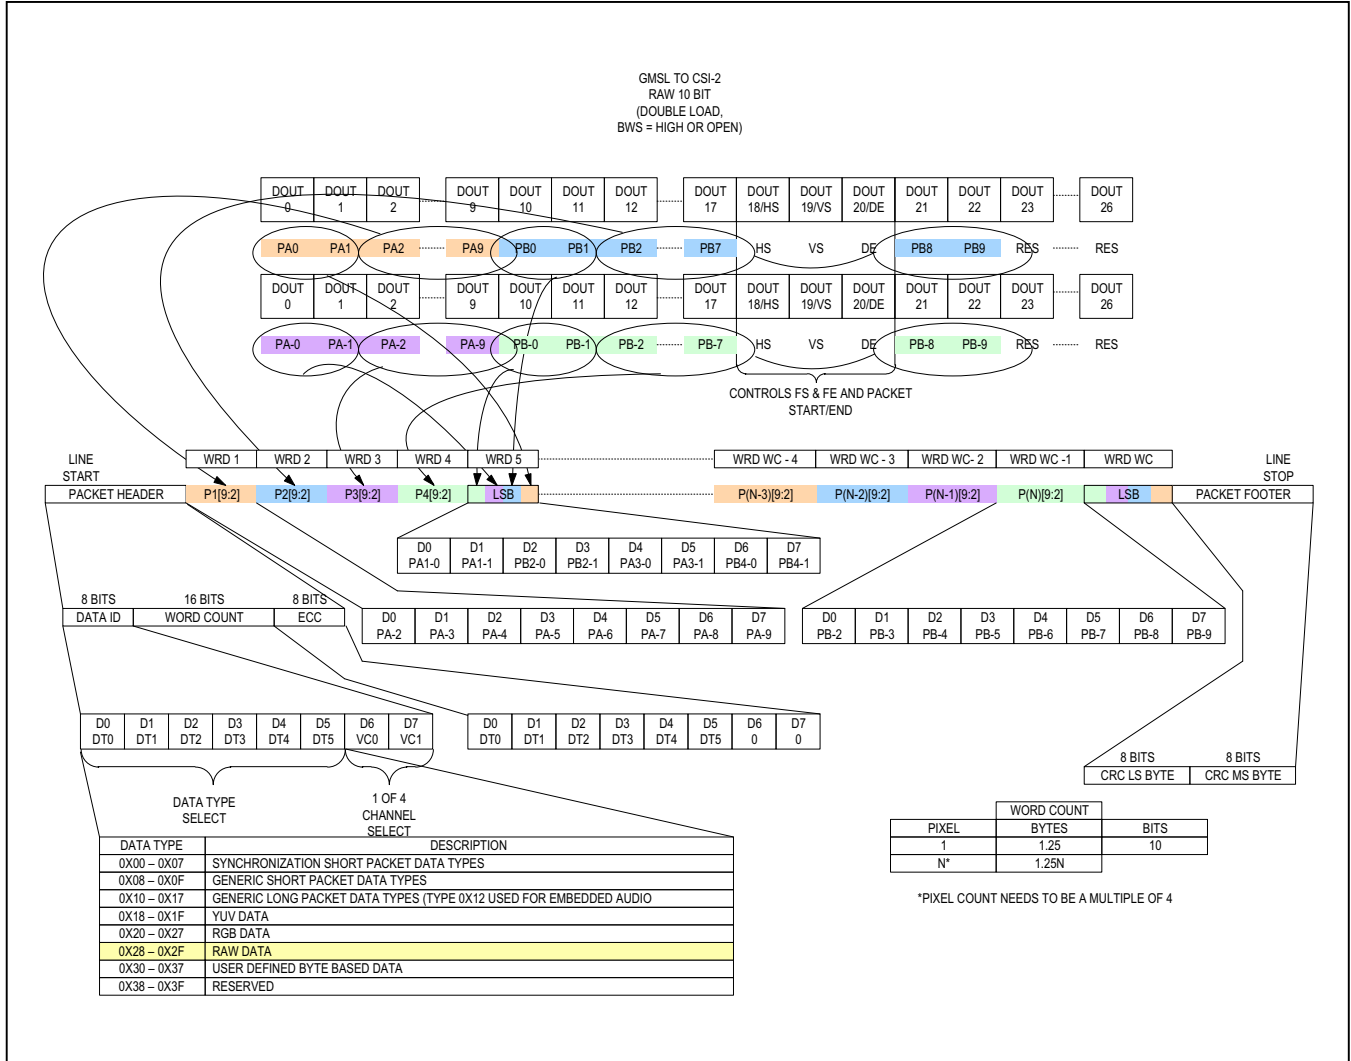 GMSL TO CSI-2
RAW 10 BIT
(DOUBLE LOAD,
BWS = HIGH OR OPEN)
DOUT DOUT DOUT DOUT DOUT DOUT DOUT DOUT DOUT DOUT DOUT DOUT DOUT DOUT DOUT
0 1 2 9 10 11 12 17 18/HS 19/VS 20/DE 21 22 23 26
PA0 PA1 PA2 PA9 PB0 PB1 PB2 PB7 HS VS DE PB8 PB9 RES RES
DOUT DOUT DOUT DOUT DOUT DOUT DOUT DOUT DOUT DOUT DOUT DOUT DOUT DOUT DOUT
0 1 2 9 10 11 12 17 18/HS 19/VS 20/DE 21 22 23 26
PA-0 PA-1 PA-2 PA-9 PB-0 PB-1 PB-2 PB-7 HS VS DE PB-8 PB-9 RES RES
CONTROLS FS & FE AND PACKET
START/END
LINE
START
WRD 1 WRD 2 WRD 3 WRD 4 WRD 5 WRD WC - 4 WRD WC - 3 WRD WC- 2 WRD WC -1 WRD WC
LINE
STOP
PACKET HEADER P1[9:2] P2[9:2] P3[9:2] P4[9:2] LSB P(N-3)[9:2] P(N-2)[9:2] P(N-1)[9:2] P(N)[9:2] LSB PACKET FOOTER
D0 D1 D2 D3 D4 D5 D6 D7
PA1-0 PA1-1 PB2-0 PB2-1 PA3-0 PA3-1 PB4-0 PB4-1
8 BITS 16 BITS 8 BITS
DATA ID WORD COUNT ECC
D0 D1 D2 D3 D4 D5 D6 D7
PA-2 PA-3 PA-4 PA-5 PA-6 PA-7 PA-8 PA-9
D0 D1 D2 D3 D4 D5 D6 D7
PB-2 PB-3 PB-4 PB-5 PB-6 PB-7 PB-8 PB-9
D0 D1 D2 D3 D4 D5 D6 D7
DT0 DT1 DT2 DT3 DT4 DT5 VC0 VC1
D0 D1 D2 D3 D4 D5 D6 D7
DT0 DT1 DT2 DT3 DT4 DT5 0 0
8 BITS 8 BITS
CRC LS BYTE CRC MS BYTE
DATA TYPE
SELECT
1 OF 4
CHANNEL
SELECT
WORD COUNT
PIXEL BYTES BITS
1 1.25 10
N* 1.25N
*PIXEL COUNT NEEDS TO BE A MULTIPLE OF 4
DATA TYPE DESCRIPTION
0X00 – 0X07 SYNCHRONIZATION SHORT PACKET DATA TYPES
0X08 – 0X0F GENERIC SHORT PACKET DATA TYPES
0X10 – 0X17 GENERIC LONG PACKET DATA TYPES (TYPE 0X12 USED FOR EMBEDDED AUDIO
0X18 – 0X1F YUV DATA
0X20 – 0X27 RGB DATA
0X28 – 0X2F RAW DATA
0X30 – 0X37 USER DEFINED BYTE BASED DATA
0X38 – 0X3F RESERVED